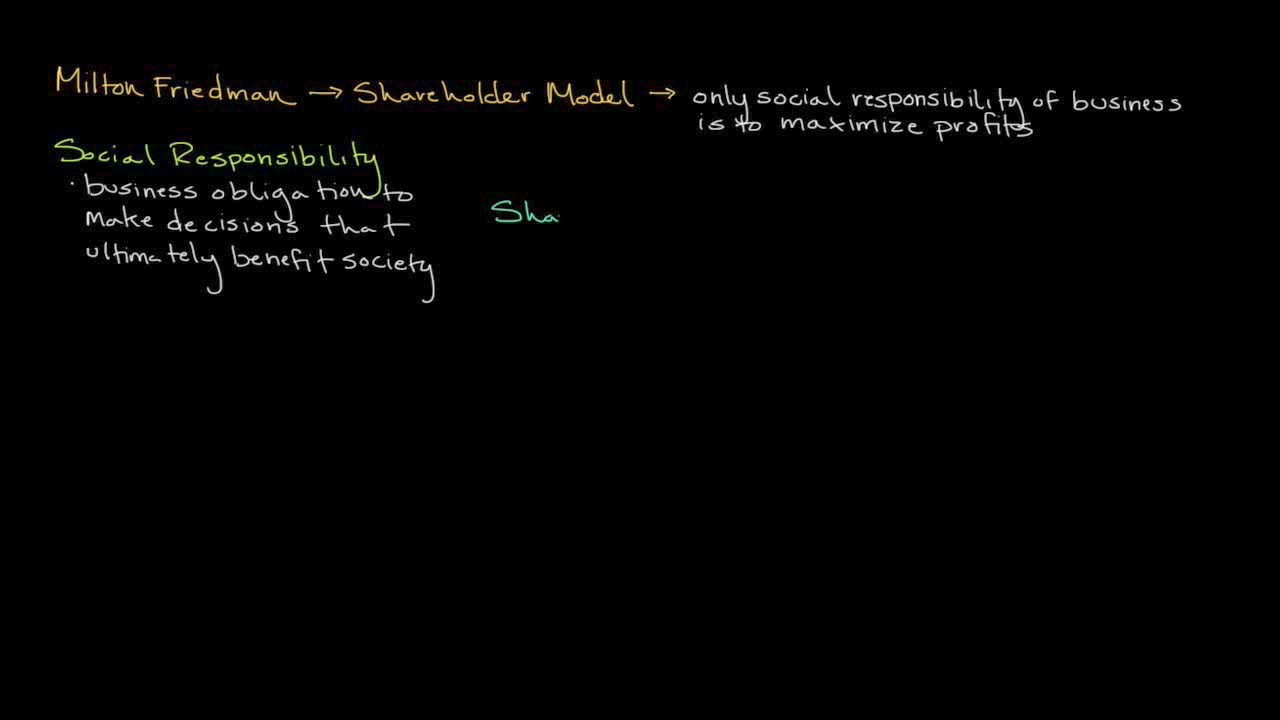 Milton Friedman → Shareholder Model → only social responsibility of business
is to maximize profits
Social Responsibility
· business obligation to
make decisions that
ultimately benefit society
Sha